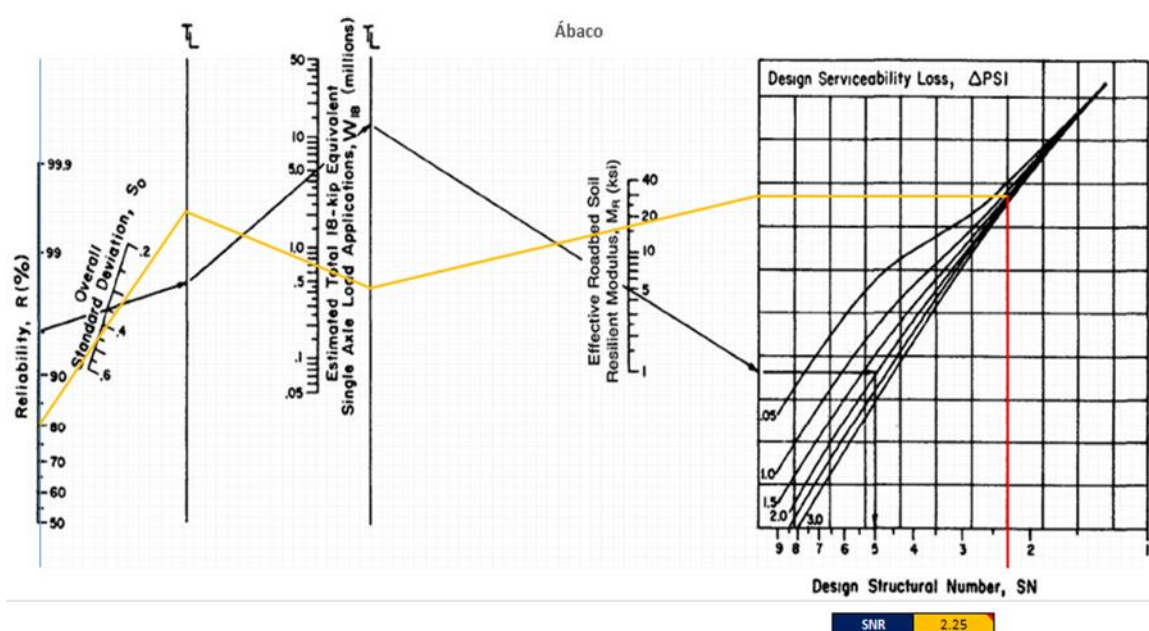 Ábaco
Reliability, R (%)
99.9
99
90
80
70
60
50
Overall
Standard Deviation, So
.2
.4
.6
TL
Estimated Total 18-kip Equivalent
Single Axle Load Applications, W18 (millions)
50
10
5.0
1.0
.5
.1
.05
TL
Effective Roadbed Soil
Resilient Modulus, MR (ksi)
40
20
10
5
1
Design Serviceability Loss, ΔPSI
.05
1.0
1.5
2.0
3.0
9 8 7 6 5 4 3 2 1
Design Structural Number, SN
SNR 2.25